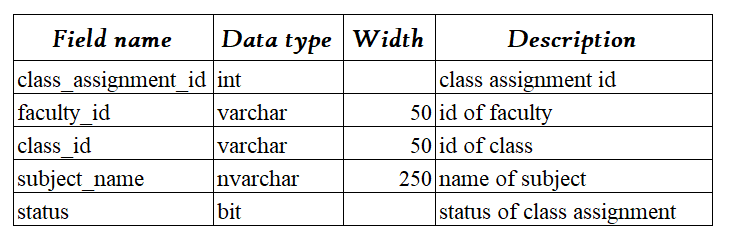 Field name Data type Width Description
class_assignment_id int class assignment id
faculty_id varchar 50 id of faculty
class_id varchar 50 id of class
subject_name nvarchar 250 name of subject
status bit status of class assignment